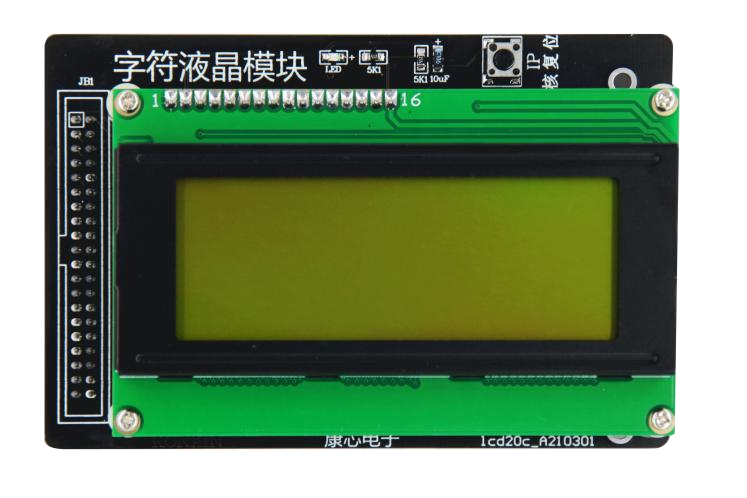 字符液晶模块
LED
+
5K1
5K1
10uF
+
IP
核复位
JB1
1
16
康芯电子
lcd20c_A210301